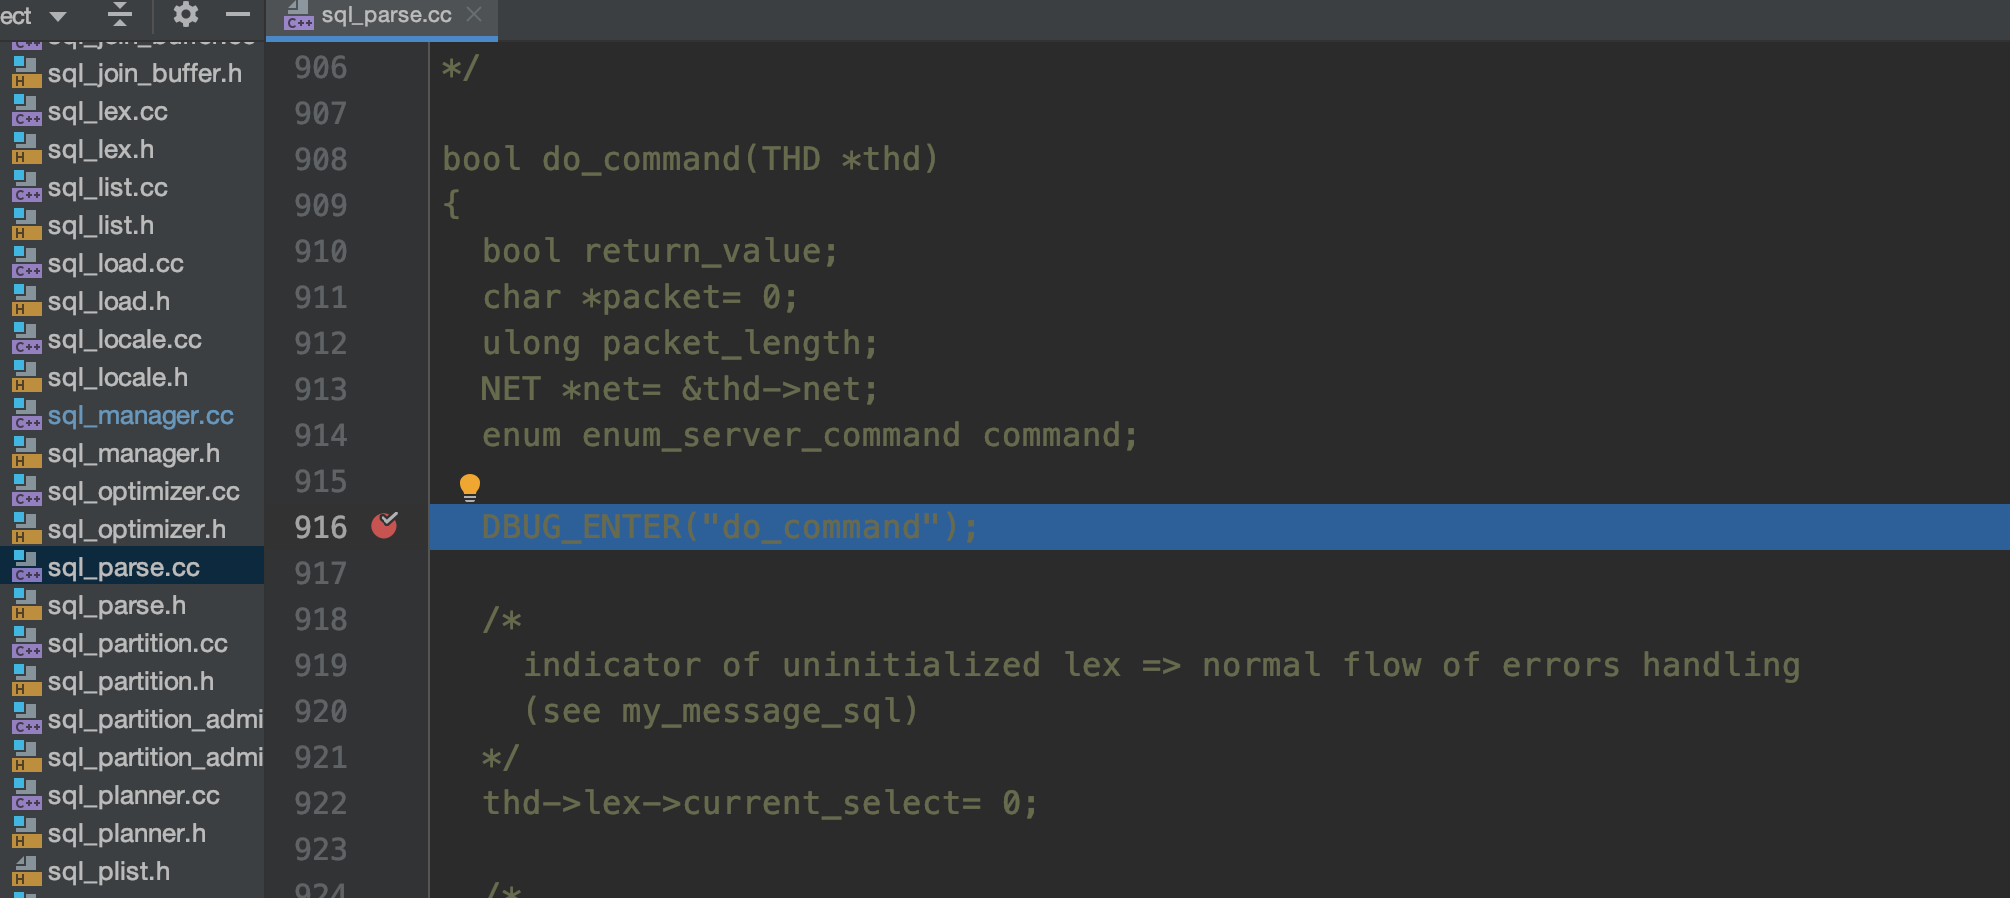 ect
sql_parse.cc
sql_join_buffer.cc
sql_join_buffer.h
sql_lex.cc
sql_lex.h
sql_list.cc
sql_list.h
sql_load.cc
sql_load.h
sql_locale.cc
sql_locale.h
sql_manager.cc
sql_manager.h
sql_optimizer.cc
sql_optimizer.h
sql_parse.cc
sql_parse.h
sql_partition.cc
sql_partition.h
sql_partition_admi
sql_partition_admi
sql_planner.cc
sql_planner.h
sql_plist.h
906 */
907
908 bool do_command(THD *thd)
909 {
910 bool return_value;
911 char *packet= 0;
912 ulong packet_length;
913 NET *net= &thd->net;
914 enum enum_server_command command;
915
916 DBUG_ENTER("do_command");
917
918 /*
919 indicator of uninitialized lex => normal flow of errors handling
920 (see my_message_sql)
921 */
922 thd->lex->current_select= 0;
923
924 /*